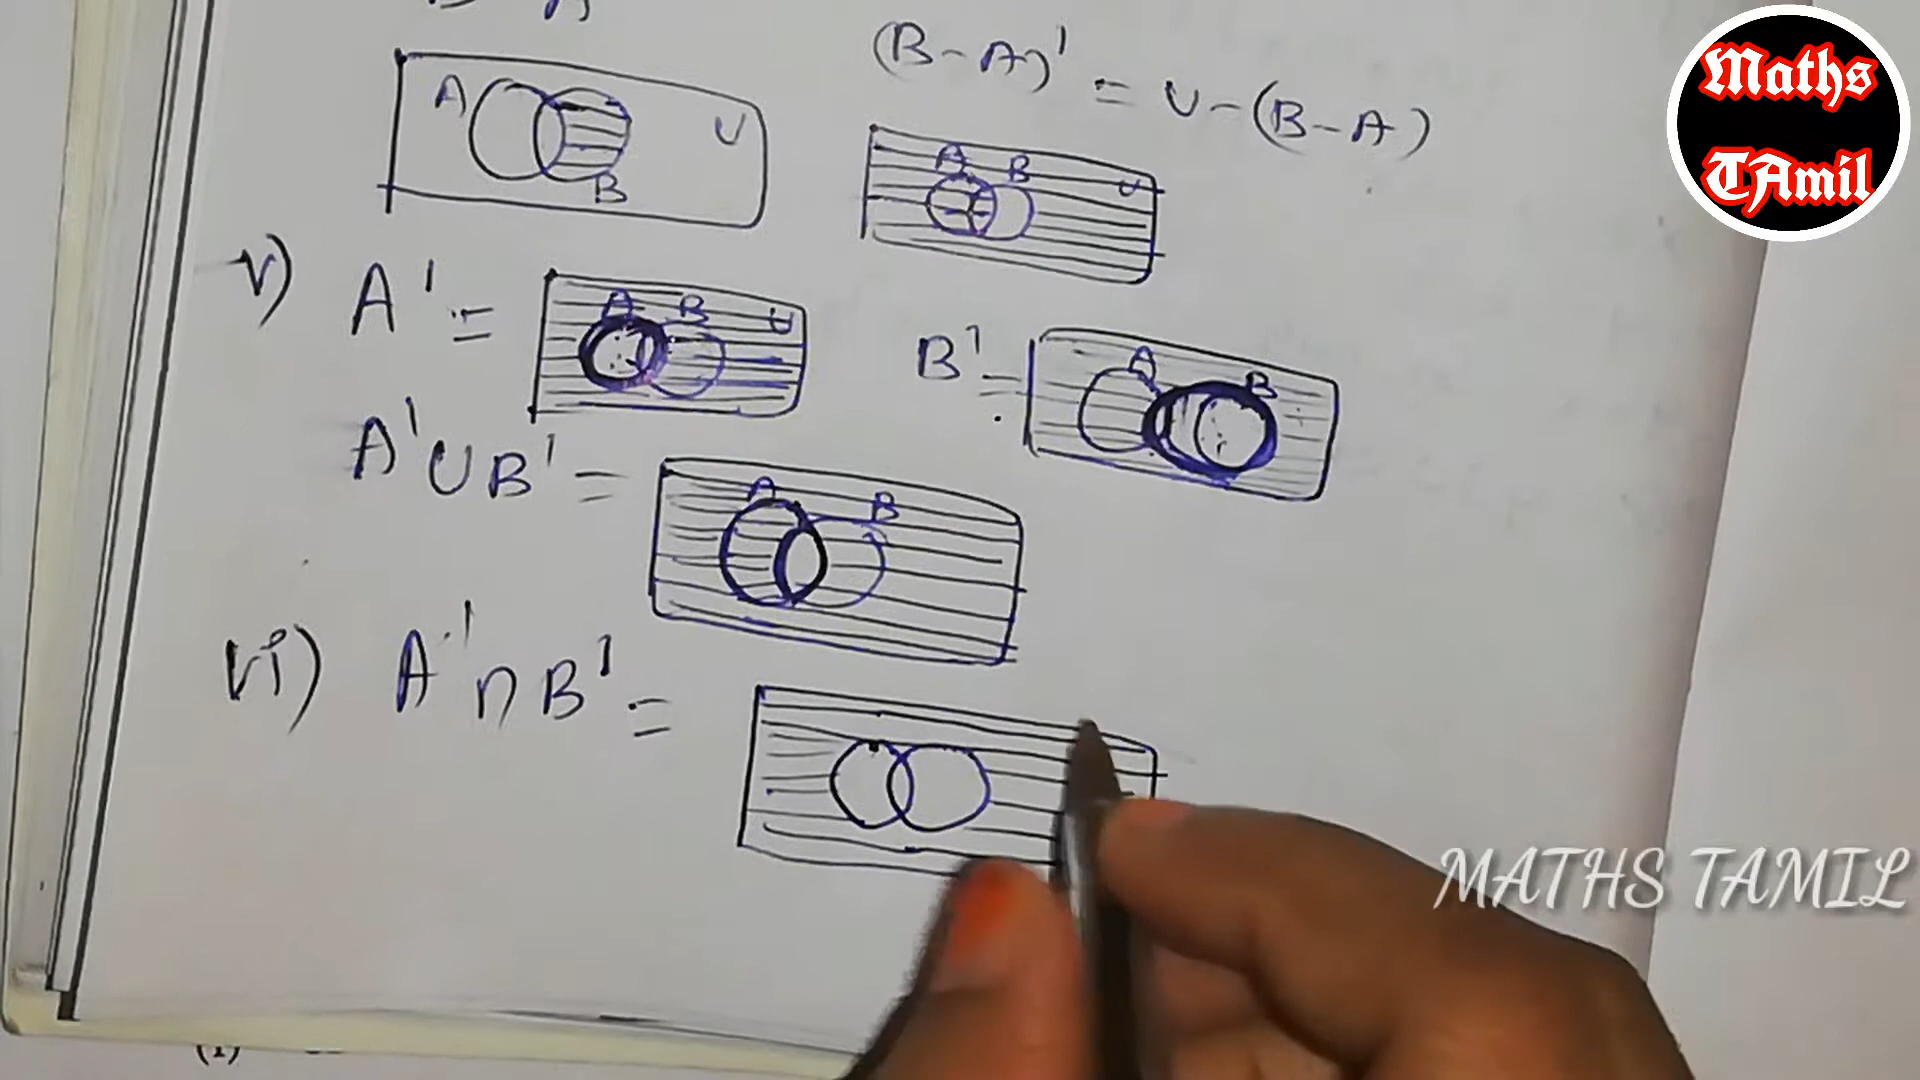 (B-A)' = U-(B-A)
A
U
B
A B U
v) A' =
A B U
B' =
A B
A'UB' =
A B
vi) A'∩B' =
Maths
TAmil
MATHS TAMIL